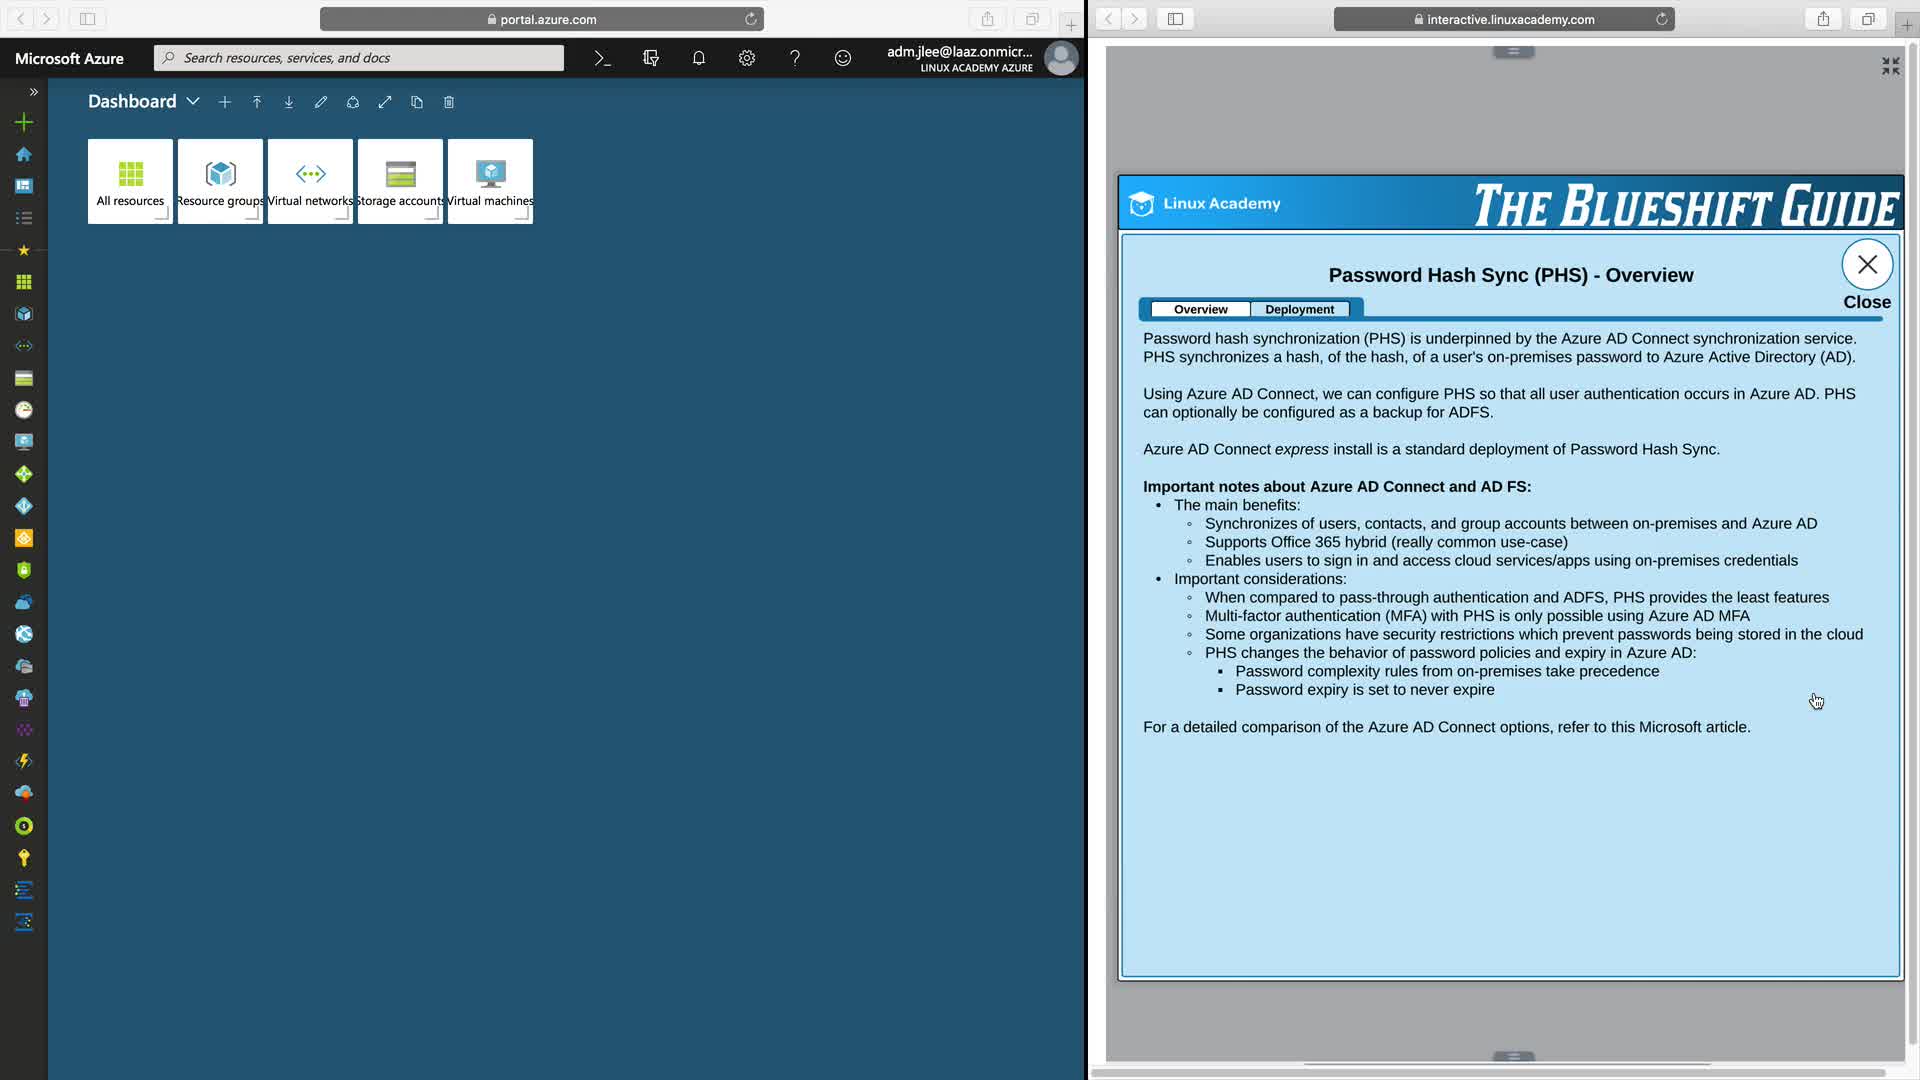 portal.azure.com
Microsoft Azure
Search resources, services, and docs
adm.jlee@laaz.onmicr...
LINUX ACADEMY AZURE
Dashboard
All resources
Resource groups
Virtual networks
Storage accounts
Virtual machines
interactive.linuxacademy.com
Linux Academy
THE BLUESHIFT GUIDE
Password Hash Sync (PHS) - Overview
Close
Overview
Deployment
Password hash synchronization (PHS) is underpinned by the Azure AD Connect synchronization service.
PHS synchronizes a hash, of the hash, of a user's on-premises password to Azure Active Directory (AD).
Using Azure AD Connect, we can configure PHS so that all user authentication occurs in Azure AD. PHS
can optionally be configured as a backup for ADFS.
Azure AD Connect express install is a standard deployment of Password Hash Sync.
Important notes about Azure AD Connect and AD FS:
• The main benefits:
◦ Synchronizes of users, contacts, and group accounts between on-premises and Azure AD
◦ Supports Office 365 hybrid (really common use-case)
◦ Enables users to sign in and access cloud services/apps using on-premises credentials
• Important considerations:
◦ When compared to pass-through authentication and ADFS, PHS provides the least features
◦ Multi-factor authentication (MFA) with PHS is only possible using Azure AD MFA
◦ Some organizations have security restrictions which prevent passwords being stored in the cloud
◦ PHS changes the behavior of password policies and expiry in Azure AD:
▪ Password complexity rules from on-premises take precedence
▪ Password expiry is set to never expire
For a detailed comparison of the Azure AD Connect options, refer to this Microsoft article.